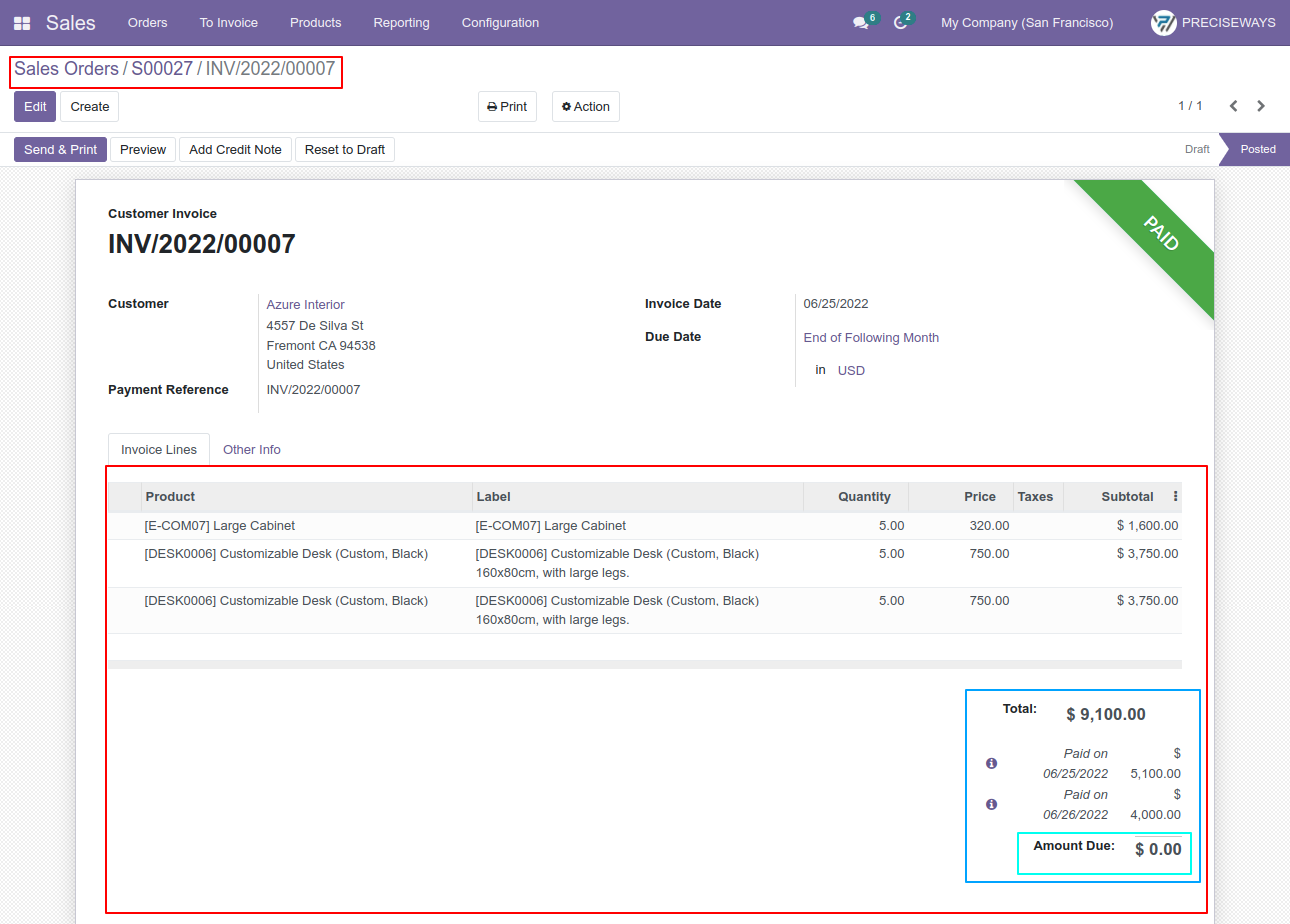 Sales Orders To Invoice Products Reporting Configuration 6 2 My Company (San Francisco) PRECISEWAYS
Sales Orders / S00027 / INV/2022/00007
Edit Create Print Action 1 / 1
Send & Print Preview Add Credit Note Reset to Draft Draft Posted
PAID
Customer Invoice
INV/2022/00007
Customer Azure Interior
4557 De Silva St
Fremont CA 94538
United States
Payment Reference INV/2022/00007
Invoice Date 06/25/2022
Due Date End of Following Month
in USD
Invoice Lines Other Info
Product Label Quantity Price Taxes Subtotal
[E-COM07] Large Cabinet [E-COM07] Large Cabinet 5.00 320.00 $ 1,600.00
[DESK0006] Customizable Desk (Custom, Black) [DESK0006] Customizable Desk (Custom, Black) 5.00 750.00 $ 3,750.00
160x80cm, with large legs.
[DESK0006] Customizable Desk (Custom, Black) [DESK0006] Customizable Desk (Custom, Black) 5.00 750.00 $ 3,750.00
160x80cm, with large legs.
Total: $ 9,100.00
Paid on $
06/25/2022 5,100.00
Paid on $
06/26/2022 4,000.00
Amount Due: $ 0.00